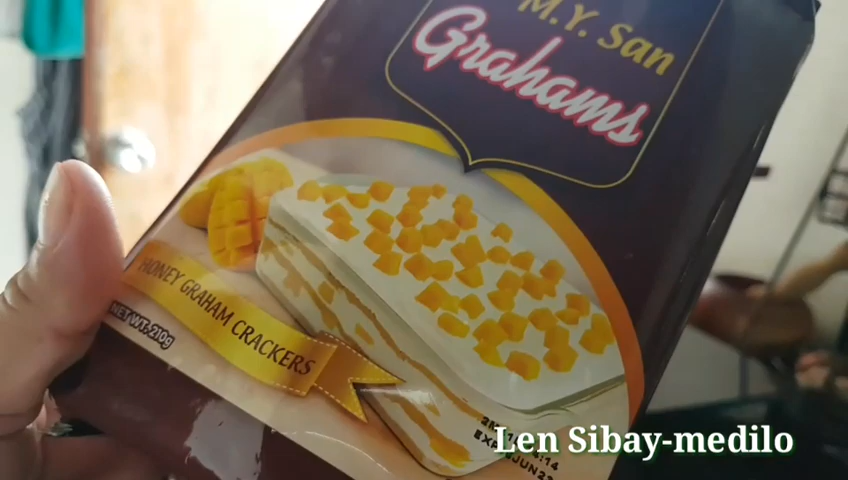 M.Y. San
Grahams
HONEY GRAHAM CRACKERS
NET WT. 210g
Len Sibay-medilo